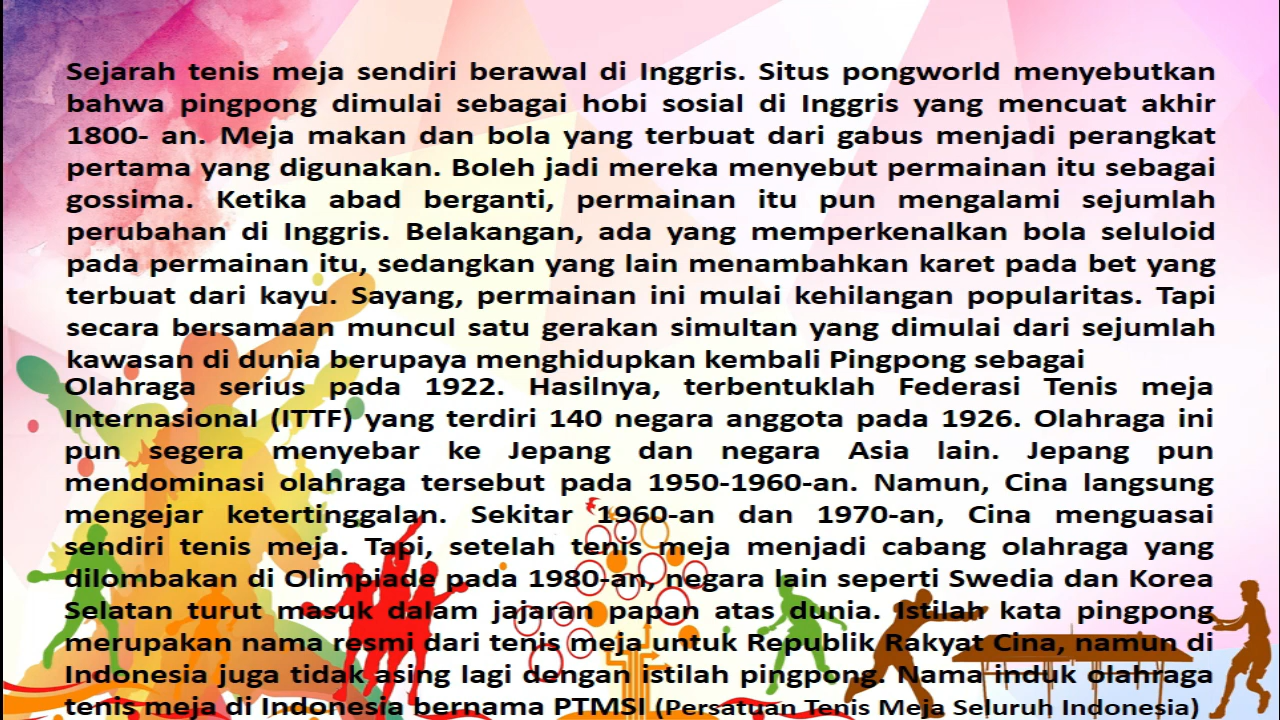 Sejarah tenis meja sendiri berawal di Inggris. Situs pongworld menyebutkan
bahwa pingpong dimulai sebagai hobi sosial di Inggris yang mencuat akhir
1800- an. Meja makan dan bola yang terbuat dari gabus menjadi perangkat
pertama yang digunakan. Boleh jadi mereka menyebut permainan itu sebagai
gossima. Ketika abad berganti, permainan itu pun mengalami sejumlah
perubahan di Inggris. Belakangan, ada yang memperkenalkan bola seluloid
pada permainan itu, sedangkan yang lain menambahkan karet pada bet yang
terbuat dari kayu. Sayang, permainan ini mulai kehilangan popularitas. Tapi
secara bersamaan muncul satu gerakan simultan yang dimulai dari sejumlah
kawasan di dunia berupaya menghidupkan kembali Pingpong sebagai
Olahraga serius pada 1922. Hasilnya, terbentuklah Federasi Tenis meja
Internasional (ITTF) yang terdiri 140 negara anggota pada 1926. Olahraga ini
pun segera menyebar ke Jepang dan negara Asia lain. Jepang pun
mendominasi olahraga tersebut pada 1950-1960-an. Namun, Cina langsung
mengejar ketertinggalan. Sekitar 1960-an dan 1970-an, Cina menguasai
sendiri tenis meja. Tapi, setelah tenis meja menjadi cabang olahraga yang
dilombakan di Olimpiade pada 1980-an, negara lain seperti Swedia dan Korea
Selatan turut masuk dalam jajaran papan atas dunia. Istilah kata pingpong
merupakan nama resmi dari tenis meja untuk Republik Rakyat Cina, namun di
Indonesia juga tidak asing lagi dengan istilah pingpong. Nama induk olahraga
tenis meja di Indonesia bernama PTMSI (Persatuan Tenis Meja Seluruh Indonesia)